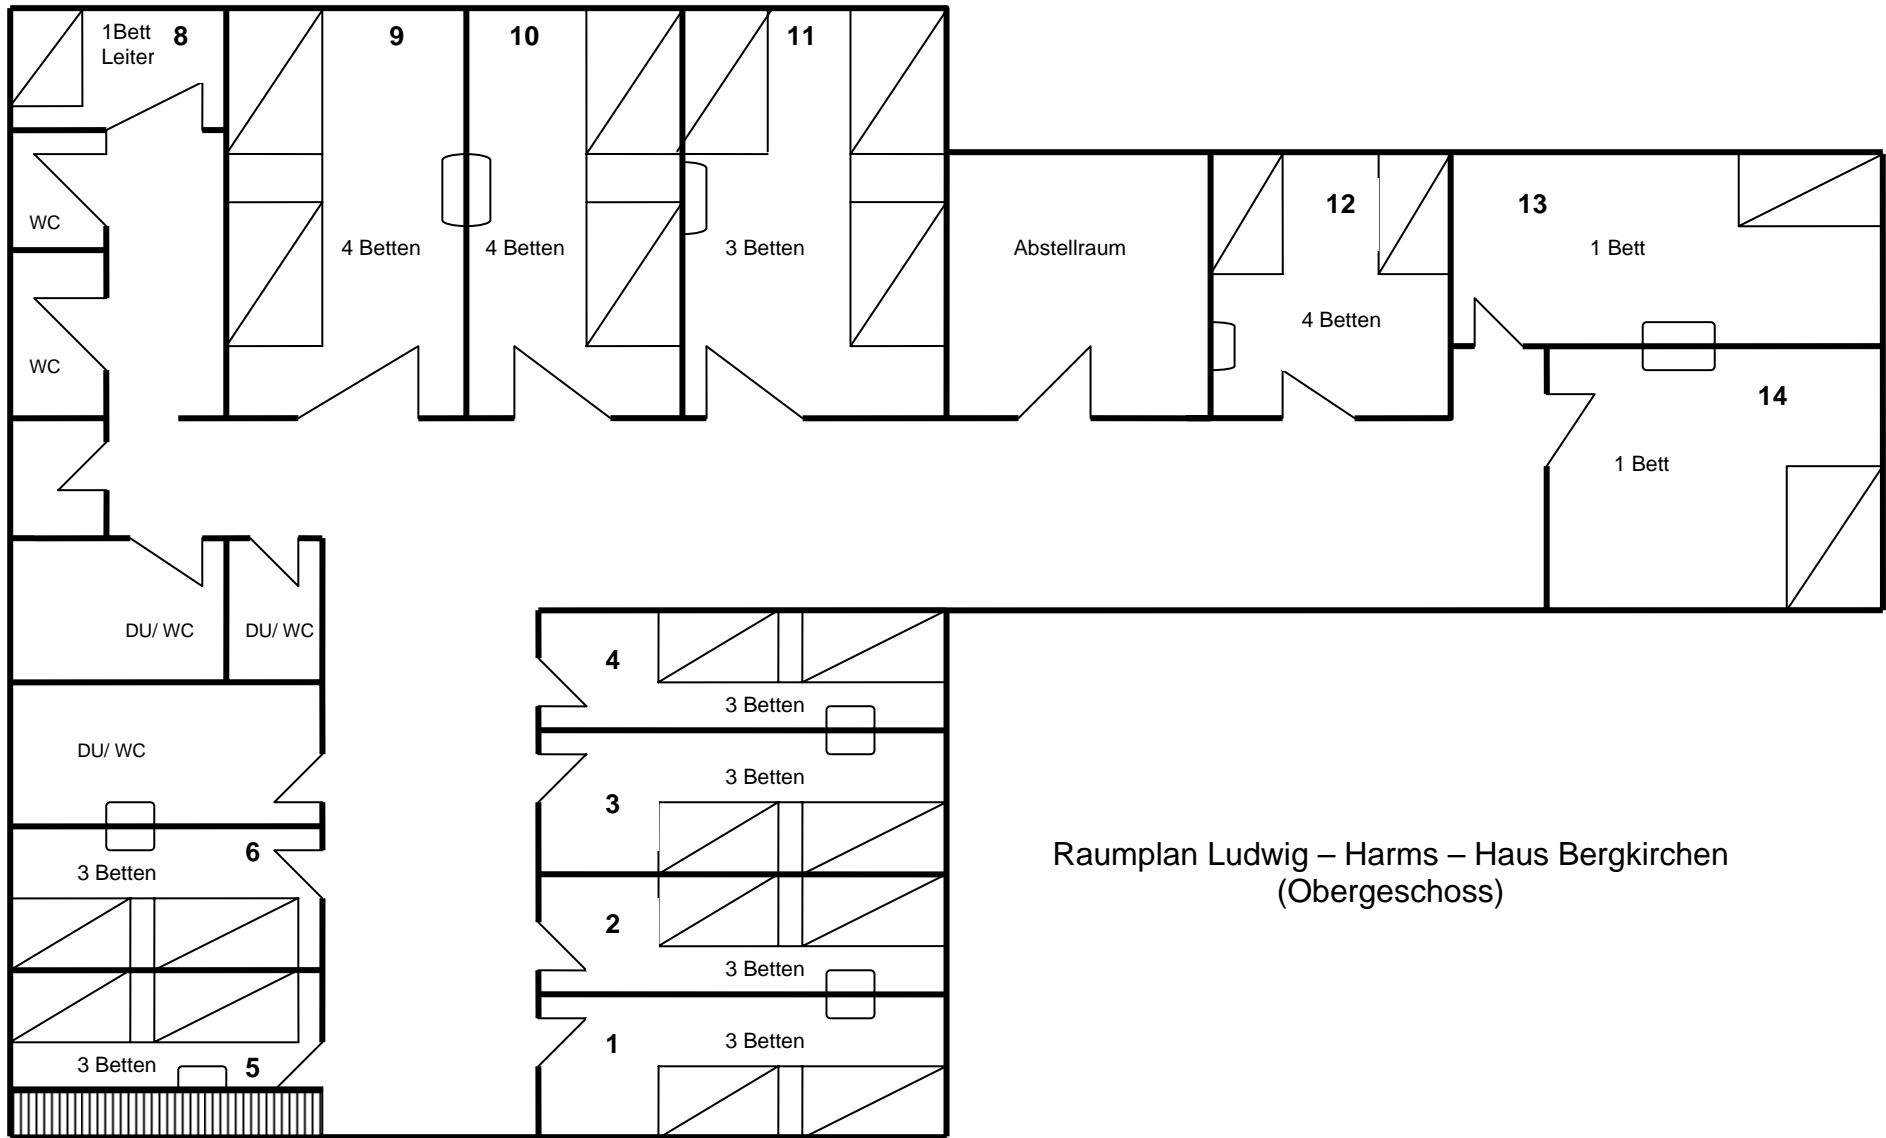 1Bett 8
Leiter
9
10
11
WC
4 Betten
4 Betten
3 Betten
Abstellraum
12
4 Betten
13
1 Bett
WC
14
1 Bett
DU/ WC
DU/ WC
4
3 Betten
DU/ WC
3 Betten
3
6
3 Betten
2
3 Betten
1
3 Betten
3 Betten
5
Raumplan Ludwig – Harms – Haus Bergkirchen
(Obergeschoss)